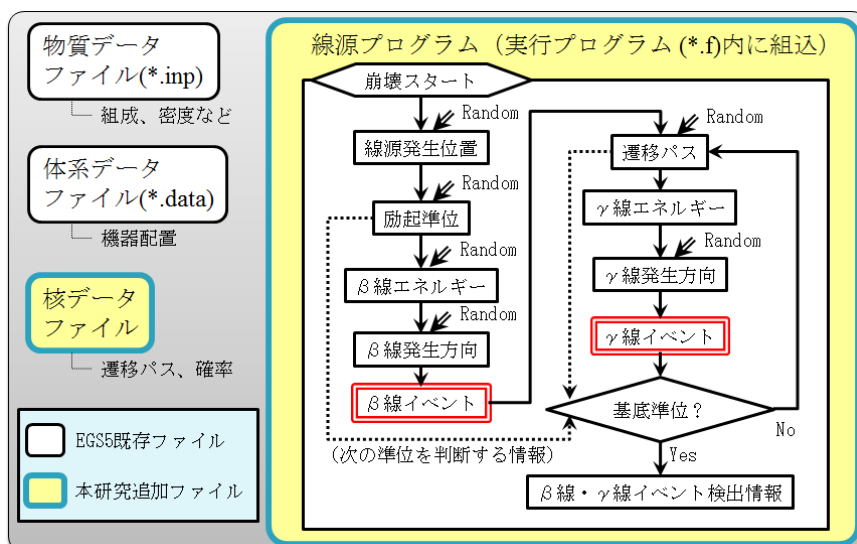 物質データ
ファイル(*.inp)
組成、密度など
体系データ
ファイル(*.data)
機器配置
核データ
ファイル
遷移パス、確率
EGS5既存ファイル
本研究追加ファイル
線源プログラム（実行プログラム(*.f)内に組込）
崩壊スタート
Random
線源発生位置
Random
励起準位
Random
β線エネルギー
Random
β線発生方向
β線イベント
(次の準位を判断する情報)
Random
遷移パス
γ線エネルギー
Random
γ線発生方向
γ線イベント
基底準位？
No
Yes
β線・γ線イベント検出情報